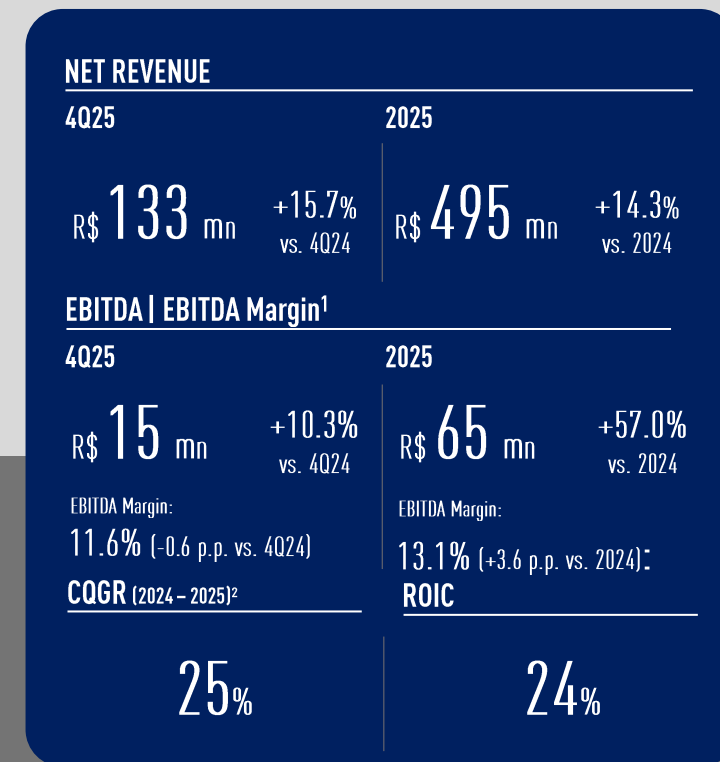 NET REVENUE
4Q25
R$ 133 mn
+15.7%
vs. 4Q24
2025
R$ 495 mn
+14.3%
vs. 2024
EBITDA | EBITDA Margin¹
4Q25
R$ 15 mn
+10.3%
vs. 4Q24
EBITDA Margin:
11.6% (-0.6 p.p. vs. 4Q24)
2025
R$ 65 mn
+57.0%
vs. 2024
EBITDA Margin:
13.1% (+3.6 p.p. vs. 2024):
CQGR (2024 – 2025)²
25%
ROIC
24%